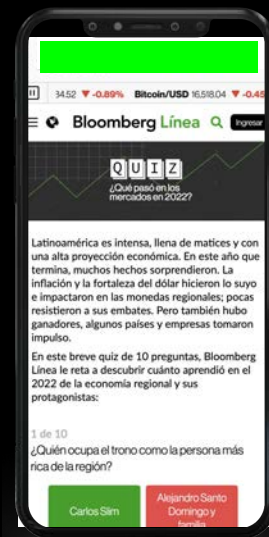 34.52 ▼ -0.89% Bitcoin/USD 16,518.04 ▼ -0.45
Bloomberg Línea Ingresar
QUIZ
¿Qué pasó en los
mercados en 2022?
Latinoamérica es intensa, llena de matices y con
una alta proyección económica. En este año que
termina, muchos hechos sorprendieron. La
inflación y la fortaleza del dólar hicieron lo suyo
e impactaron en las monedas regionales; pocas
resistieron a sus embates. Pero también hubo
ganadores, algunos países y empresas tomaron
impulso.
En este breve quiz de 10 preguntas, Bloomberg
Línea le reta a descubrir cuánto aprendió en el
2022 de la economía regional y sus
protagonistas:
1 de 10
¿Quién ocupa el trono como la persona más
rica de la región?
Carlos Slim
Alejandro Santo
Domingo y
familia